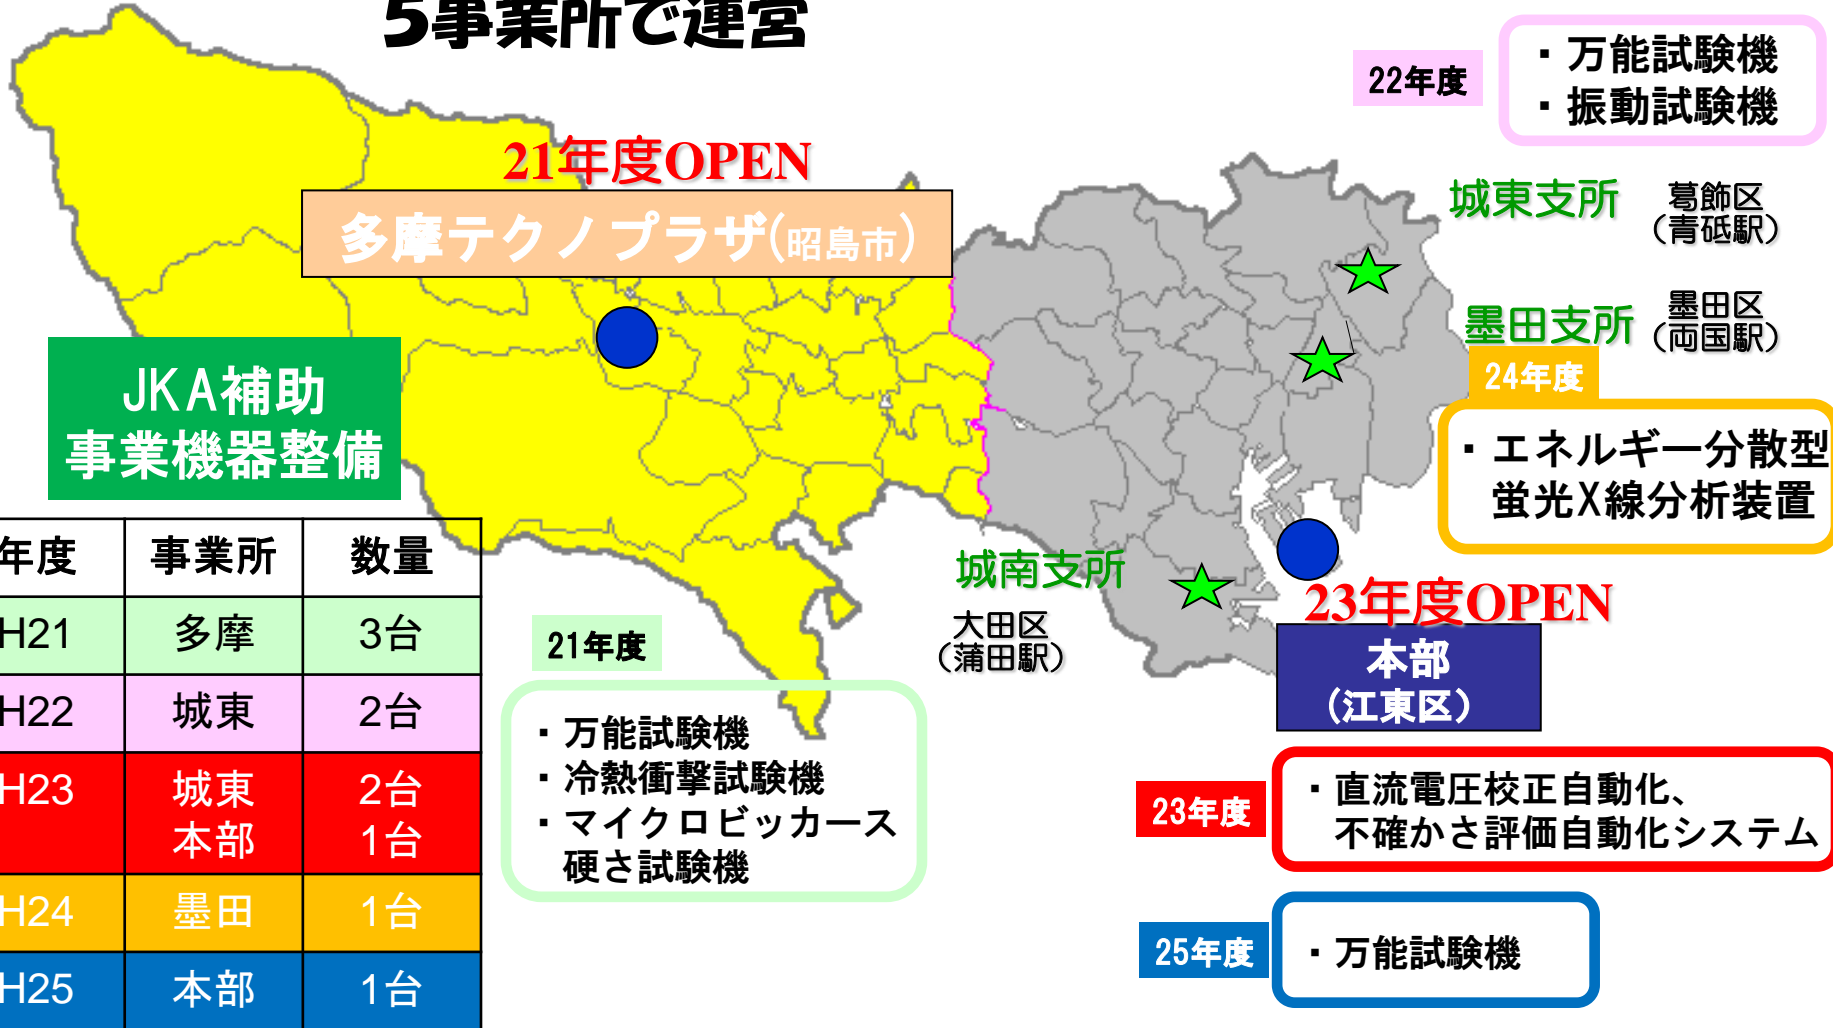 5事業所で運営
22年度
・万能試験機
・振動試験機
21年度OPEN
多摩テクノプラザ(昭島市)
城東支所
葛飾区
(青砥駅)
墨田支所
墨田区
(両国駅)
24年度
・エネルギー分散型
蛍光X線分析装置
JKA補助
事業機器整備
年度 事業所 数量
H21 多摩 3台
H22 城東 2台
H23 城東 2台
本部 1台
H24 墨田 1台
H25 本部 1台
城南支所
大田区
(蒲田駅)
23年度OPEN
本部
(江東区)
21年度
・万能試験機
・冷熱衝撃試験機
・マイクロビッカース
硬さ試験機
23年度
・直流電圧校正自動化、
不確かさ評価自動化システム
25年度
・万能試験機